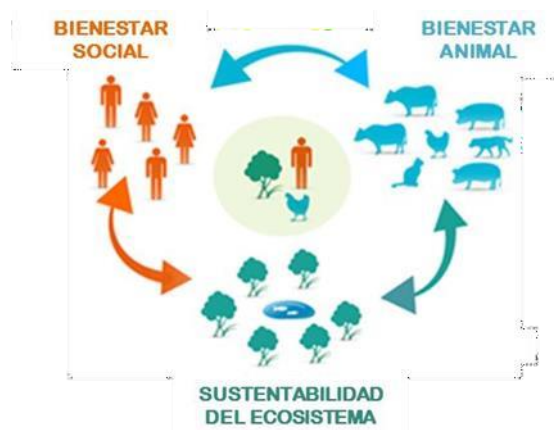 BIENESTAR
SOCIAL
BIENESTAR
ANIMAL
SUSTENTABILIDAD
DEL ECOSISTEMA